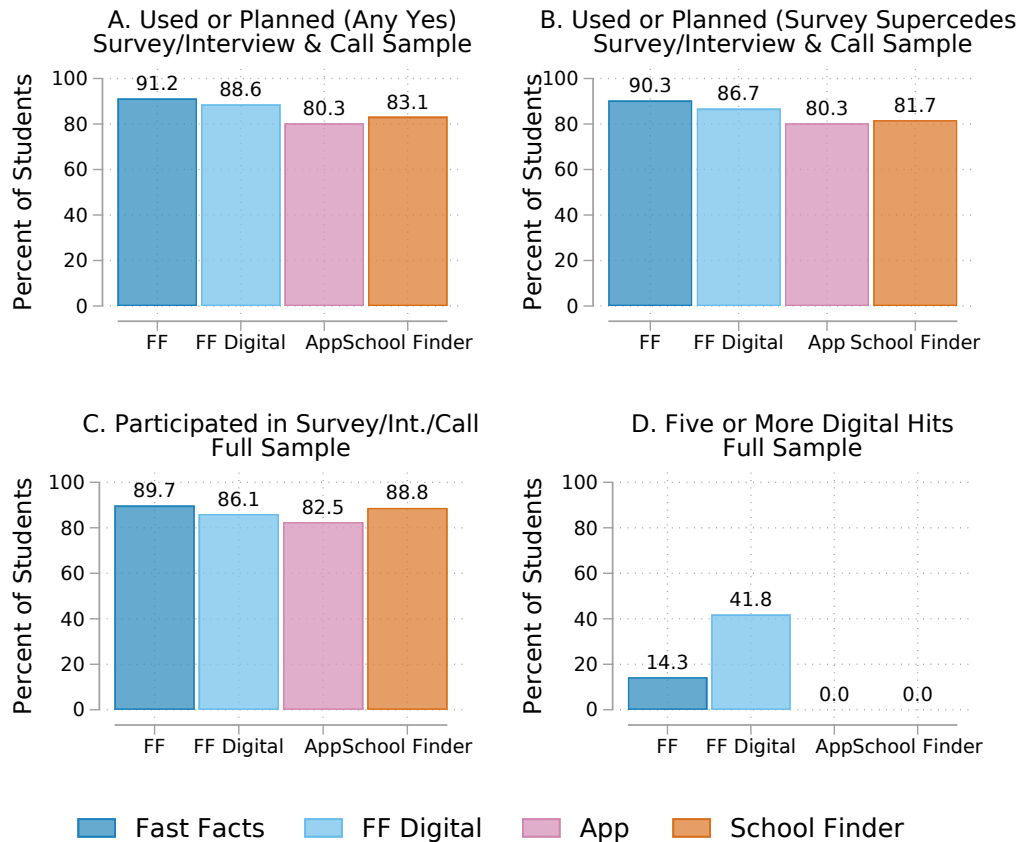 A. Used or Planned (Any Yes)
Survey/Interview & Call Sample
Percent of Students
100
80
60
40
20
0
91.2
88.6
80.3
83.1
FF
FF Digital
App
School Finder
B. Used or Planned (Survey Supercedes
Survey/Interview & Call Sample
Percent of Students
100
80
60
40
20
0
90.3
86.7
80.3
81.7
FF
FF Digital
App
School Finder
C. Participated in Survey/Int./Call
Full Sample
Percent of Students
100
80
60
40
20
0
89.7
86.1
82.5
88.8
FF
FF Digital
App
School Finder
D. Five or More Digital Hits
Full Sample
Percent of Students
100
80
60
40
20
0
14.3
41.8
0.0
0.0
FF
FF Digital
App
School Finder
Fast Facts
FF Digital
App
School Finder